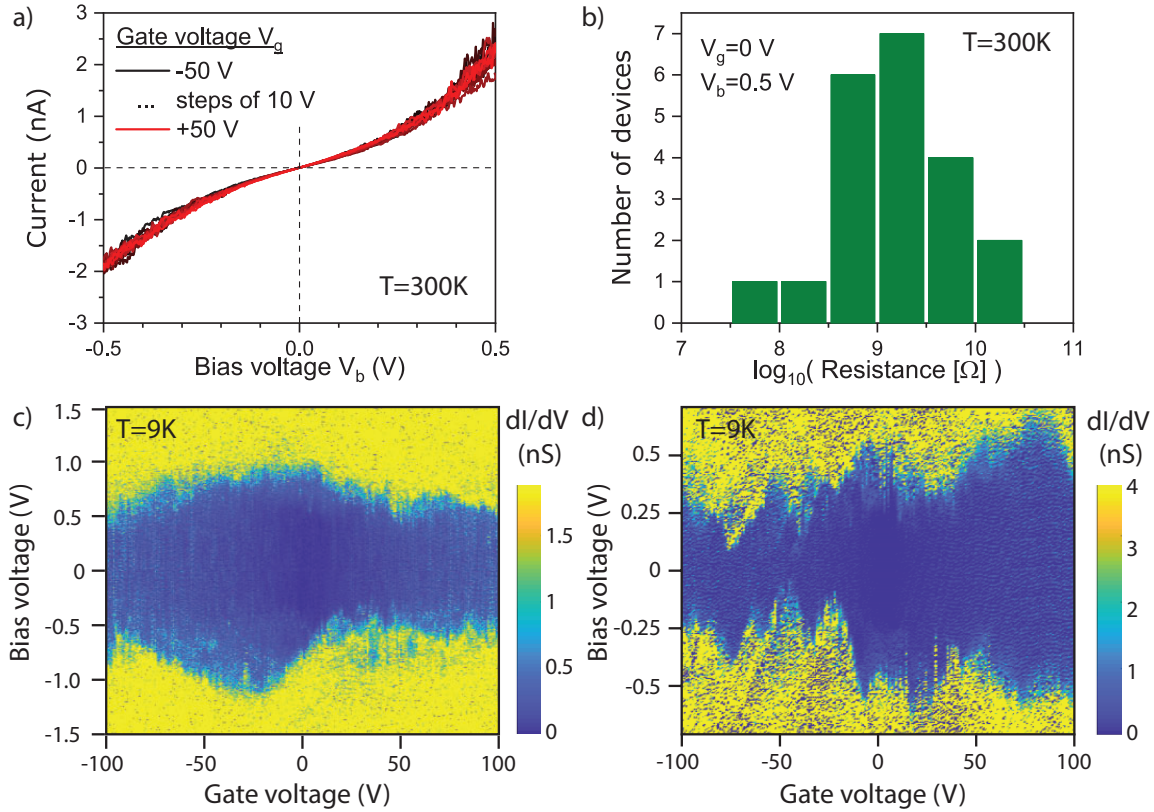 a)
Gate voltage V_g
-50 V
... steps of 10 V
+50 V
T=300K
3
2
1
0
-1
-2
-3
Current (nA)
-0.5
0.0
0.5
Bias voltage V_b (V)
b)
V_g=0 V
V_b=0.5 V
T=300K
7
6
5
4
3
2
1
0
Number of devices
7
8
9
10
11
log10( Resistance [Ω] )
c)
T=9K
1.5
1.0
0.5
0
-0.5
-1.0
-1.5
Bias voltage (V)
-100
-50
0
50
100
Gate voltage (V)
dI/dV
(nS)
1.5
1
0.5
0
d)
T=9K
0.5
0.25
0
-0.25
-0.5
Bias voltage (V)
-100
-50
0
50
100
Gate voltage (V)
dI/dV
(nS)
4
3
2
1
0